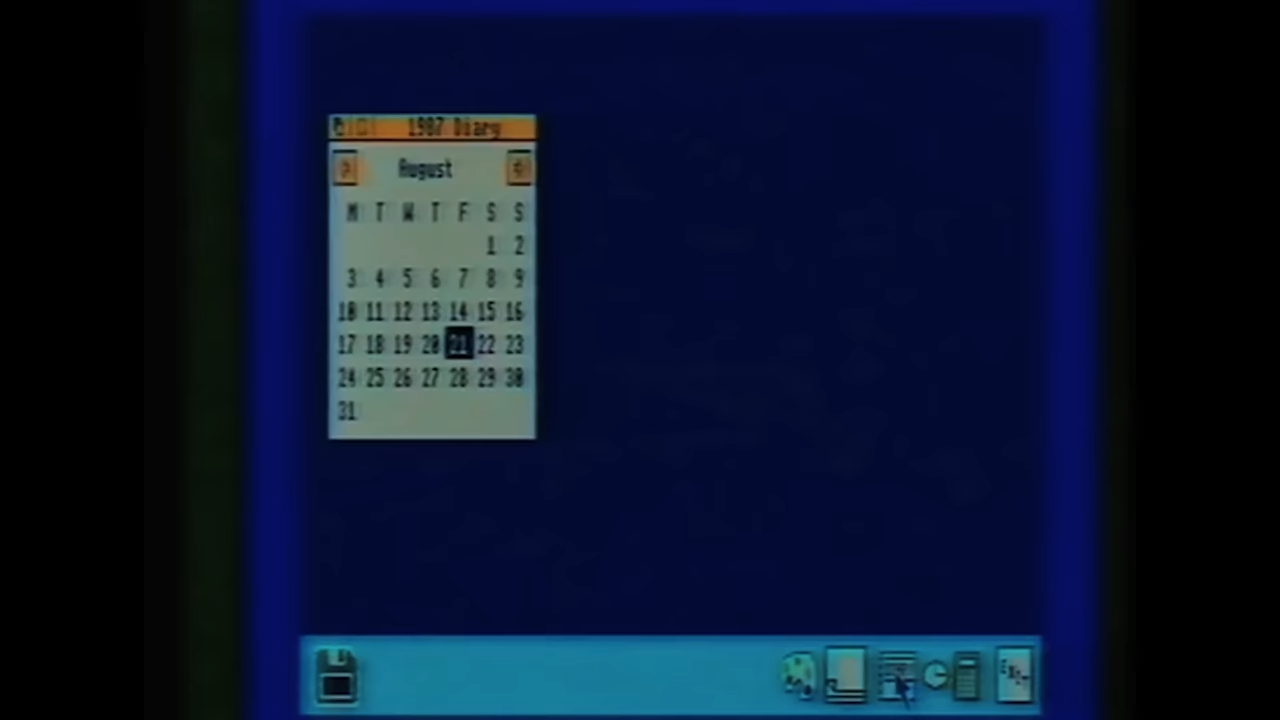 1987 Diary
August
M T W T F S S
1 2
3 4 5 6 7 8 9
10 11 12 13 14 15 16
17 18 19 20 21 22 23
24 25 26 27 28 29 30
31